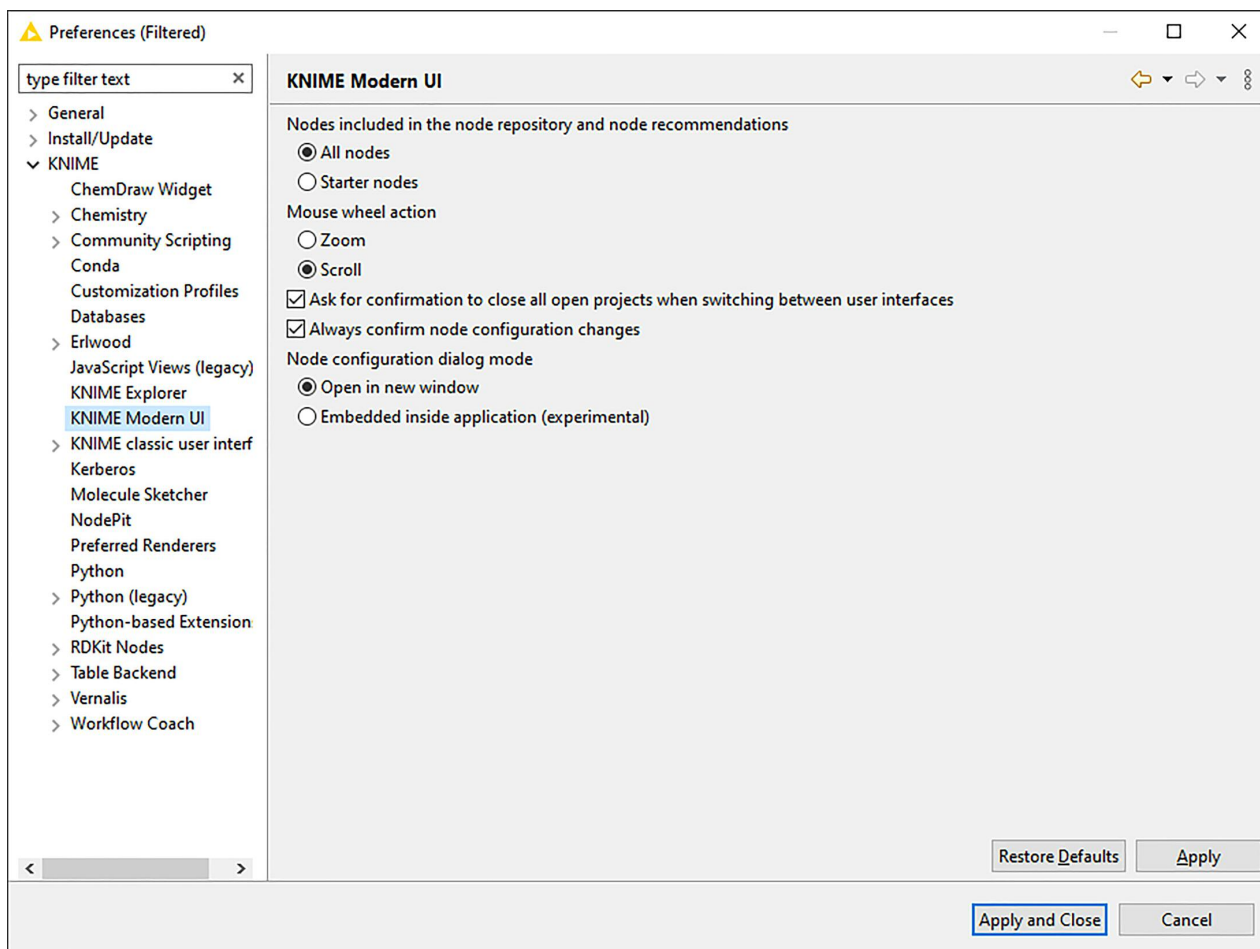 Preferences (Filtered)
type filter text
General
Install/Update
KNIME
ChemDraw Widget
Chemistry
Community Scripting
Conda
Customization Profiles
Databases
Erlwood
JavaScript Views (legacy)
KNIME Explorer
KNIME Modern UI
KNIME classic user interf
Kerberos
Molecule Sketcher
NodePit
Preferred Renderers
Python
Python (legacy)
Python-based Extension
RDKit Nodes
Table Backend
Vernalis
Workflow Coach
KNIME Modern UI
Nodes included in the node repository and node recommendations
All nodes
Starter nodes
Mouse wheel action
Zoom
Scroll
Ask for confirmation to close all open projects when switching between user interfaces
Always confirm node configuration changes
Node configuration dialog mode
Open in new window
Embedded inside application (experimental)
Restore Defaults
Apply
Apply and Close
Cancel